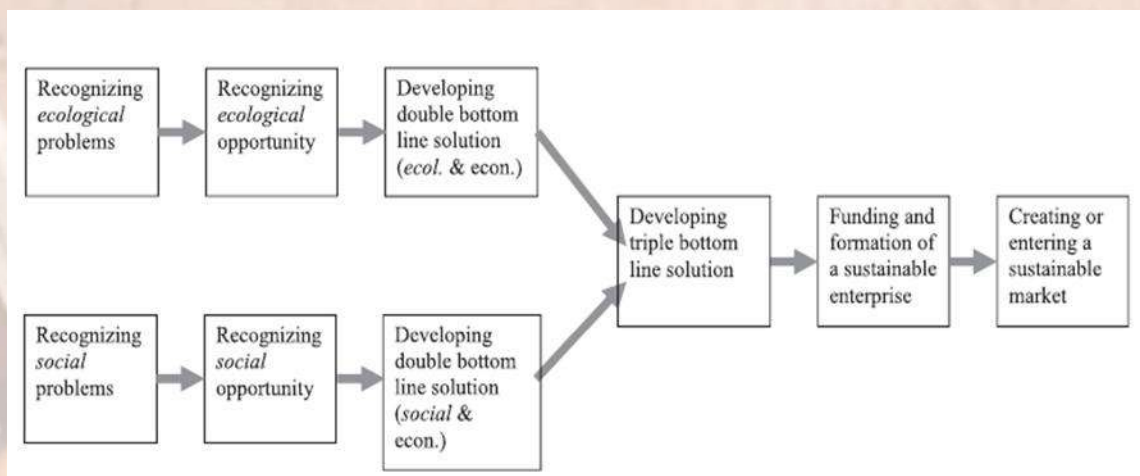 Recognizing
ecological
problems
Recognizing
ecological
opportunity
Developing
double bottom
line solution
(ecol. & econ.)
Recognizing
social
problems
Recognizing
social
opportunity
Developing
double bottom
line solution
(social &
econ.)
Developing
triple bottom
line solution
Funding and
formation of
a sustainable
enterprise
Creating or
entering a
sustainable
market